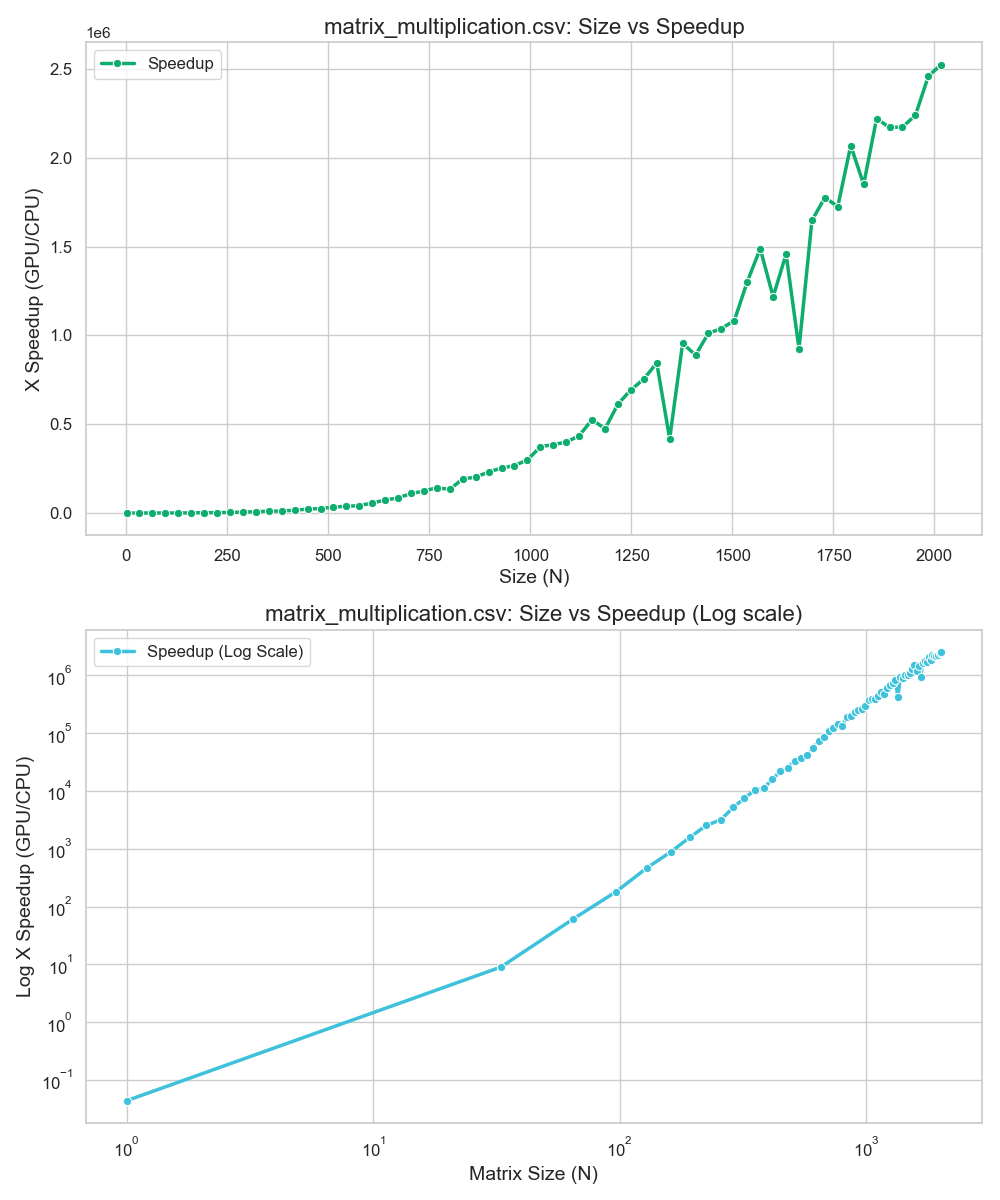 matrix_multiplication.csv: Size vs Speedup
1e6
Speedup
2.5
2.0
1.5
1.0
0.5
0.0
X Speedup (GPU/CPU)
0 250 500 750 1000 1250 1500 1750 2000
Size (N)
matrix_multiplication.csv: Size vs Speedup (Log scale)
Speedup (Log Scale)
10⁶
10⁵
10⁴
10³
10²
10¹
10⁰
10⁻¹
Log X Speedup (GPU/CPU)
10⁰ 10¹ 10² 10³
Matrix Size (N)